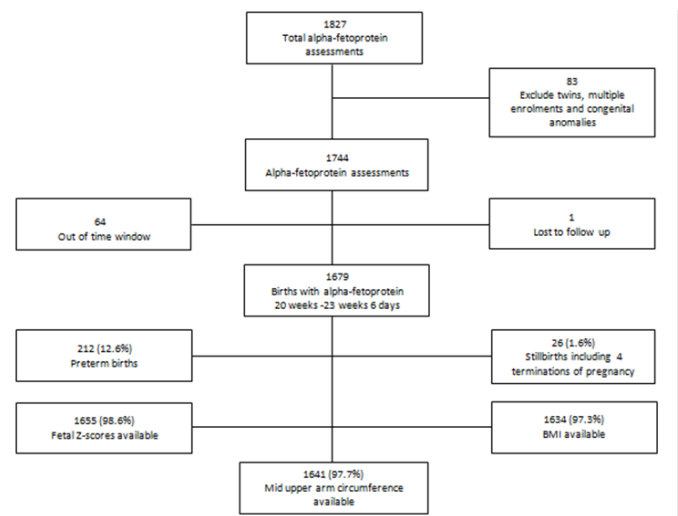 1827
Total alpha-fetoprotein
assessments
83
Exclude twins, multiple
enrolments and congenital
anomalies
1744
Alpha-fetoprotein assessments
64
Out of time window
1
Lost to follow up
1679
Births with alpha-fetoprotein
20 weeks -23 weeks 6 days
212 (12.6%)
Preterm births
26 (1.6%)
Stillbirths including 4
terminations of pregnancy
1655 (98.6%)
Fetal Z-scores available
1634 (97.3%)
BMI available
1641 (97.7%)
Mid upper arm circumference
available